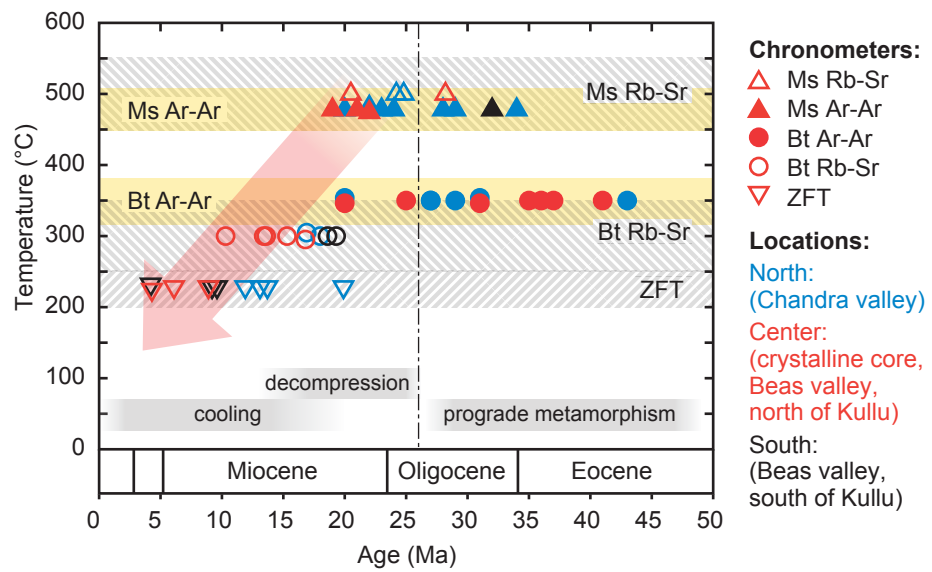 600
500
400
300
200
100
0
Temperature (°C)
Ms Ar-Ar
Ms Rb-Sr
Bt Ar-Ar
Bt Rb-Sr
ZFT
decompression
cooling
prograde metamorphism
Miocene
Oligocene
Eocene
0
5
10
15
20
25
30
35
40
45
50
Age (Ma)
Chronometers:
Ms Rb-Sr
Ms Ar-Ar
Bt Ar-Ar
Bt Rb-Sr
ZFT
Locations:
North:
(Chandra valley)
Center:
(crystalline core,
Beas valley,
north of Kullu)
South:
(Beas valley,
south of Kullu)